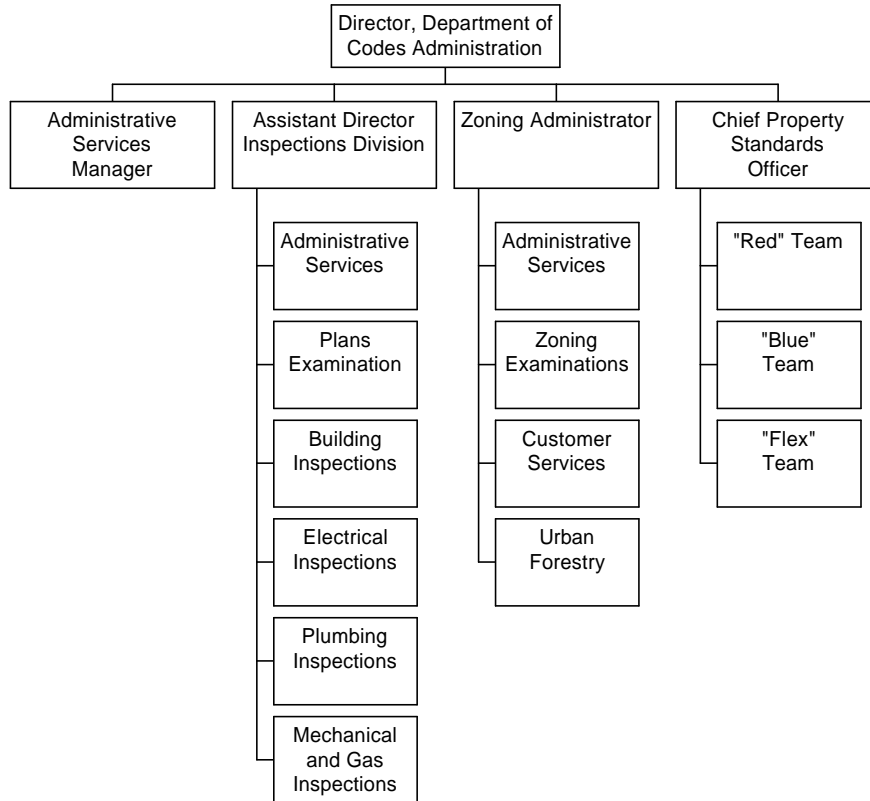 Director, Department of
Codes Administration
Administrative
Services
Manager
Assistant Director
Inspections Division
Zoning Administrator
Chief Property
Standards
Officer
Administrative
Services
Plans
Examination
Building
Inspections
Electrical
Inspections
Plumbing
Inspections
Mechanical
and Gas
Inspections
Administrative
Services
Zoning
Examinations
Customer
Services
Urban
Forestry
"Red" Team
"Blue"
Team
"Flex"
Team